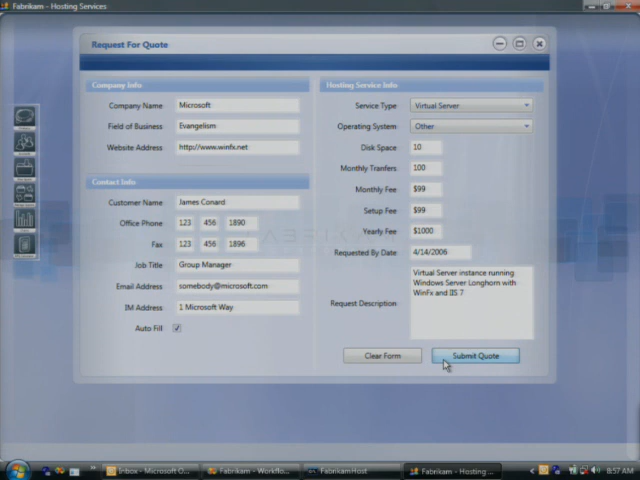 Fabrikam - Hosting Services
Request For Quote
Company Info
Company Name: Microsoft
Field of Business: Evangelism
Website Address: http://www.winfx.net
Contact Info
Customer Name: James Conard
Office Phone: 123 456 1890
Fax 123 456 1896
Job Title Group Manager
Email Address: somebody@microsoft.com
IM Address: 1 Microsoft Way
Auto Fill:
Hosting Service Info
Service Type: Virtual Server
Operating System: Other
Disk Space 10
Monthly Tranfers: 100
Monthly Fee $99
Setup Fee $99
Yearly Fee $1000
Requested By Date: 4/14/2006
Request Description:
Virtual Server instance running
Windows Server Longhorn with
WinFx and IIS 7
Clear Form
Submit Quote
Inbox - Microsoft O...
Fabrikam - Workflo...
FabrikamHost
Fabrikam - Hosting ...
8:57 AM